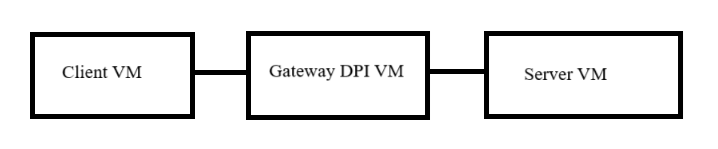 Client VM
Gateway DPI VM
Server VM